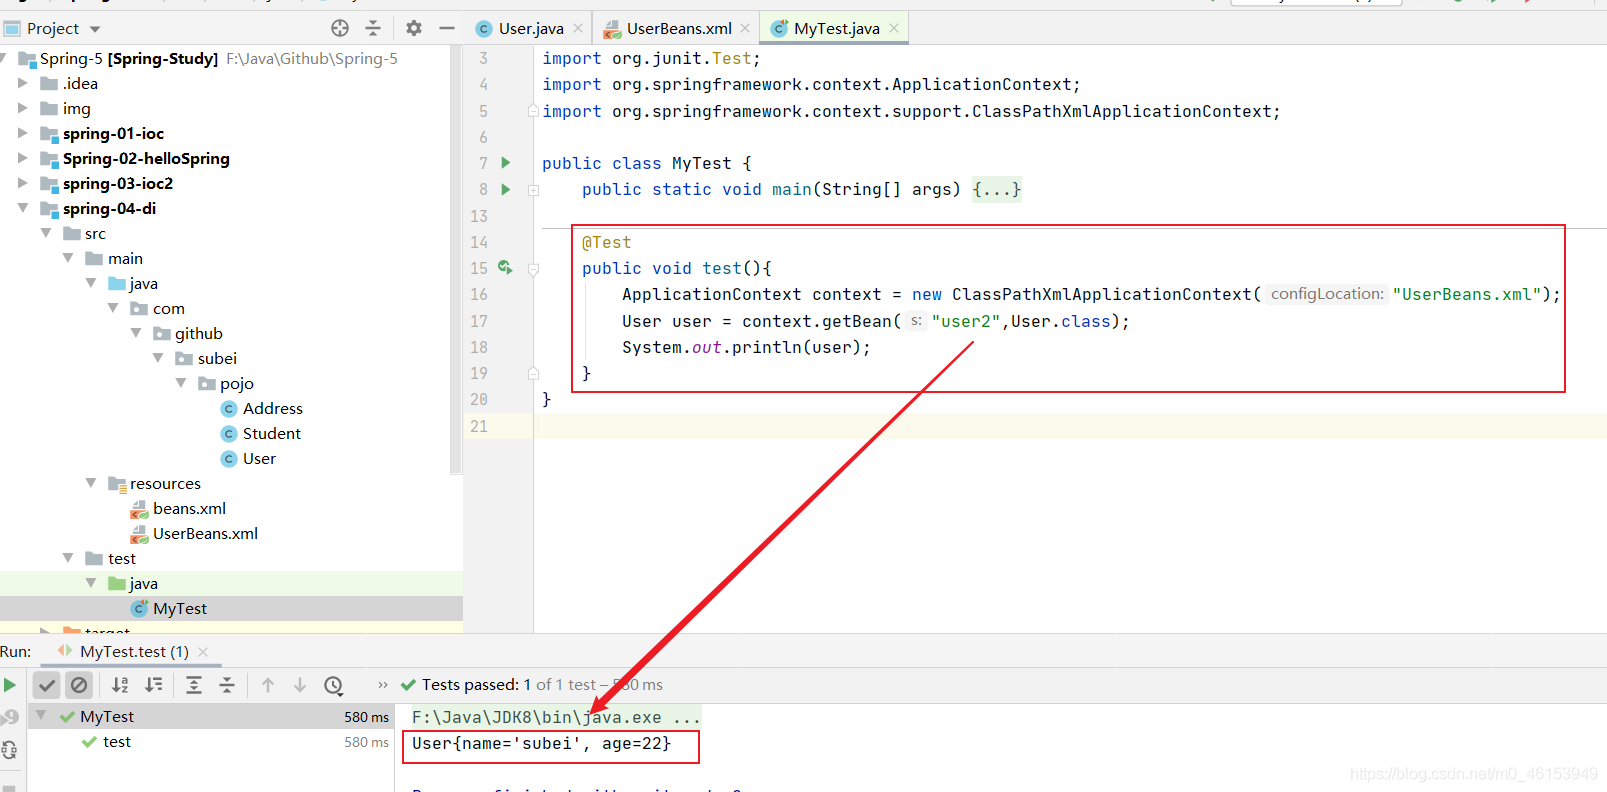 Project
User.java
UserBeans.xml
MyTest.java
Spring-5 [Spring-Study] F:\Java\Github\Spring-5
.idea
img
spring-01-ioc
Spring-02-helloSpring
spring-03-ioc2
spring-04-di
src
main
java
com
github
subei
pojo
Address
Student
User
resources
beans.xml
UserBeans.xml
test
java
MyTest
target
3 import org.junit.Test;
4 import org.springframework.context.ApplicationContext;
5 import org.springframework.context.support.ClassPathXmlApplicationContext;
6
7 public class MyTest {
8 public static void main(String[] args) {...}
13
14 @Test
15 public void test(){
16 ApplicationContext context = new ClassPathXmlApplicationContext( configLocation: "UserBeans.xml");
17 User user = context.getBean( s: "user2",User.class);
18 System.out.println(user);
19 }
20 }
21
Run: MyTest.test (1)
Tests passed: 1 of 1 test – 580 ms
MyTest 580 ms
test 580 ms
F:\Java\JDK8\bin\java.exe ...
User{name='subei', age=22}
https://blog.csdn.net/m0_46153949